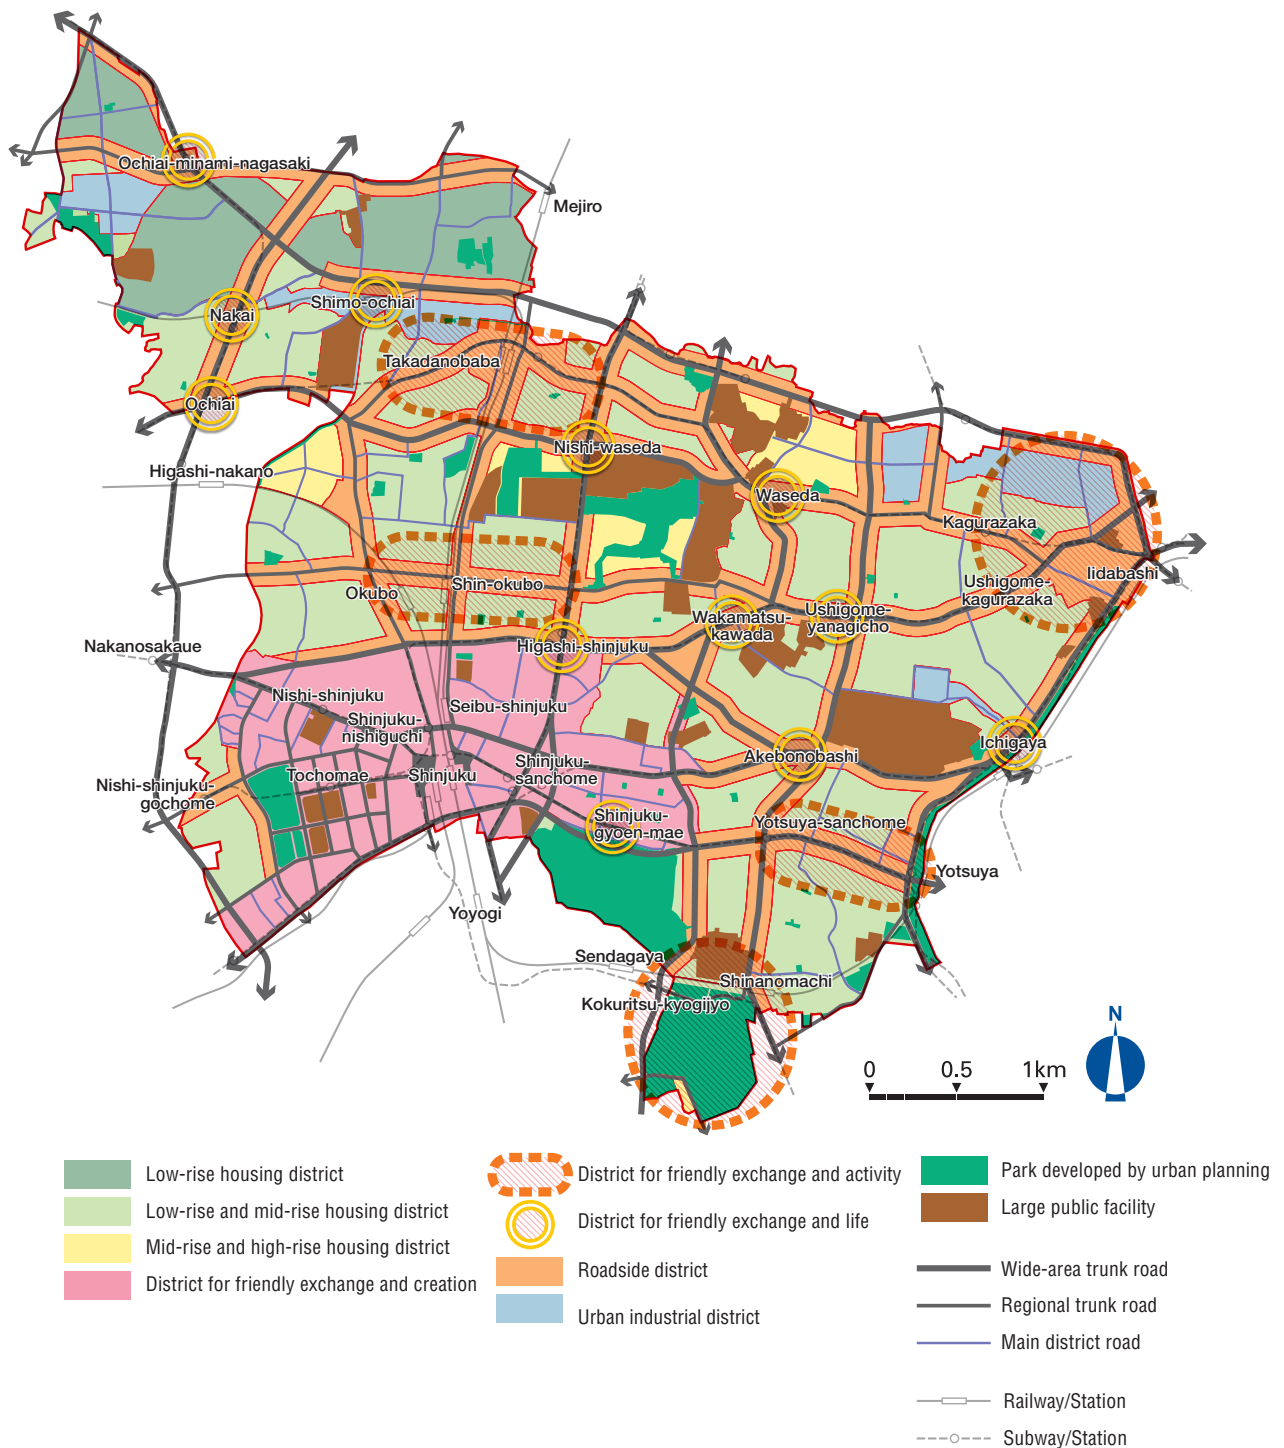 Ochiai-minami-nagasaki
Mejiro
Nakai
Shimo-ochiai
Takadanobaba
Ochiai
Nishi-waseda
Higashi-nakano
Waseda
Kagurazaka
Iidabashi
Okubo
Shin-okubo
Ushigome-
kagurazaka
Wakamatsu-
kawada
Ushigome-
yanagicho
Nakanosakaue
Higashi-shinjuku
Nishi-shinjuku
Seibu-shinjuku
Shinjuku-
nishiguchi
Ichigaya
Akebonobashi
Nishi-shinjuku-
gochome
Tochomae
Shinjuku
Shinjuku-
sanchome
Shinjuku-
gyoen-mae
Yotsuya-sanchome
Yotsuya
Yoyogi
Sendagaya
Shinanomachi
Kokuritsu-kyogijyo
N
0 0.5 1km
Low-rise housing district
Low-rise and mid-rise housing district
Mid-rise and high-rise housing district
District for friendly exchange and creation
District for friendly exchange and activity
District for friendly exchange and life
Roadside district
Urban industrial district
Park developed by urban planning
Large public facility
Wide-area trunk road
Regional trunk road
Main district road
Railway/Station
Subway/Station